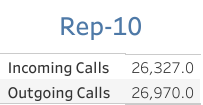 Rep-10
Incoming Calls 26,327.0
Outgoing Calls 26,970.0